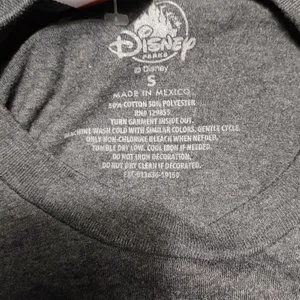 Disney
PARKS
© Disney
S
MADE IN MEXICO
50% COTTON 50% POLYESTER
TURN GARMENT INSIDE OUT.
MACHINE WASH COLD WITH SIMILAR COLORS, GENTLE CYCLE
ONLY NON-CHLORINE BLEACH WHEN NEEDED.
TUMBLE DRY LOW. COOL IRON IF NEEDED.
DO NOT IRON DECORATION.
DO NOT DRY CLEAN IF DECORATED.